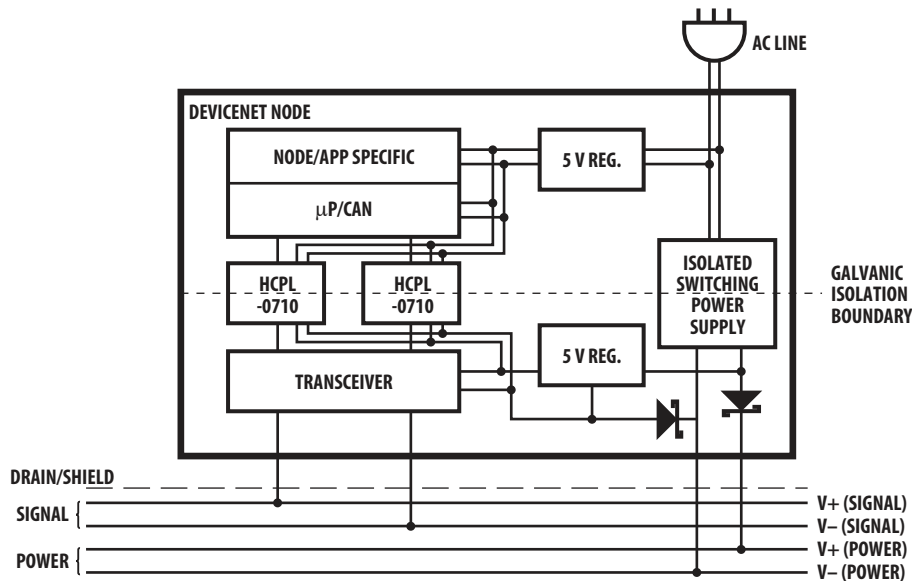 AC LINE
DEVICENET NODE
NODE/APP SPECIFIC
5 V REG.
μP/CAN
HCPL
-0710
HCPL
-0710
ISOLATED
SWITCHING
POWER
SUPPLY
GALVANIC
ISOLATION
BOUNDARY
5 V REG.
TRANSCEIVER
DRAIN/SHIELD
SIGNAL
V+ (SIGNAL)
V– (SIGNAL)
POWER
V+ (POWER)
V– (POWER)